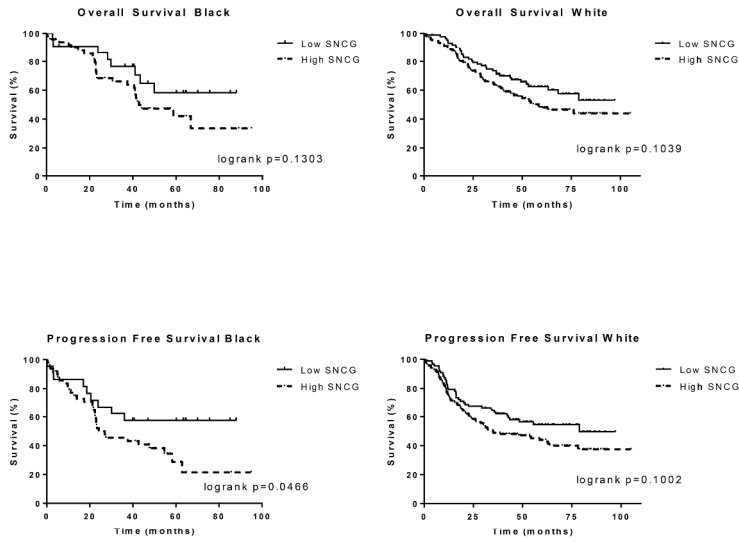 Overall Survival Black
Survival (%)
100
80
60
40
20
0
0 20 40 60 80 100
Time (months)
Low SNCG
High SNCG
logrank p=0.1303
Overall Survival White
Survival (%)
100
80
60
40
20
0
0 25 50 75 100
Time (months)
Low SNCG
High SNCG
logrank p=0.1039
Progression Free Survival Black
Survival (%)
100
80
60
40
20
0
0 20 40 60 80 100
Time (months)
Low SNCG
High SNCG
logrank p=0.0466
Progression Free Survival White
Survival (%)
100
80
60
40
20
0
0 25 50 75 100
Time (months)
Low SNCG
High SNCG
logrank p=0.1002